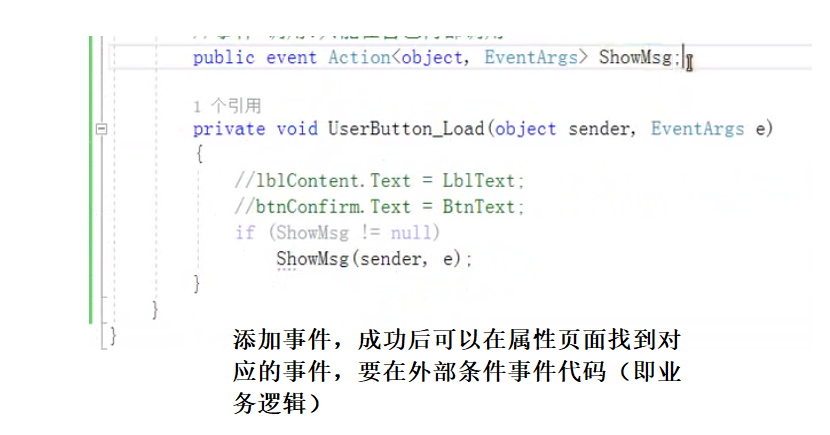 public event Action<object, EventArgs> ShowMsg;
1 个引用
private void UserButton_Load(object sender, EventArgs e)
{
//lblContent.Text = LblText;
//btnConfirm.Text = BtnText;
if (ShowMsg != null)
ShowMsg(sender, e);
}
}
}
添加事件，成功后可以在属性页面找到对
应的事件，要在外部条件事件代码（即业
务逻辑）